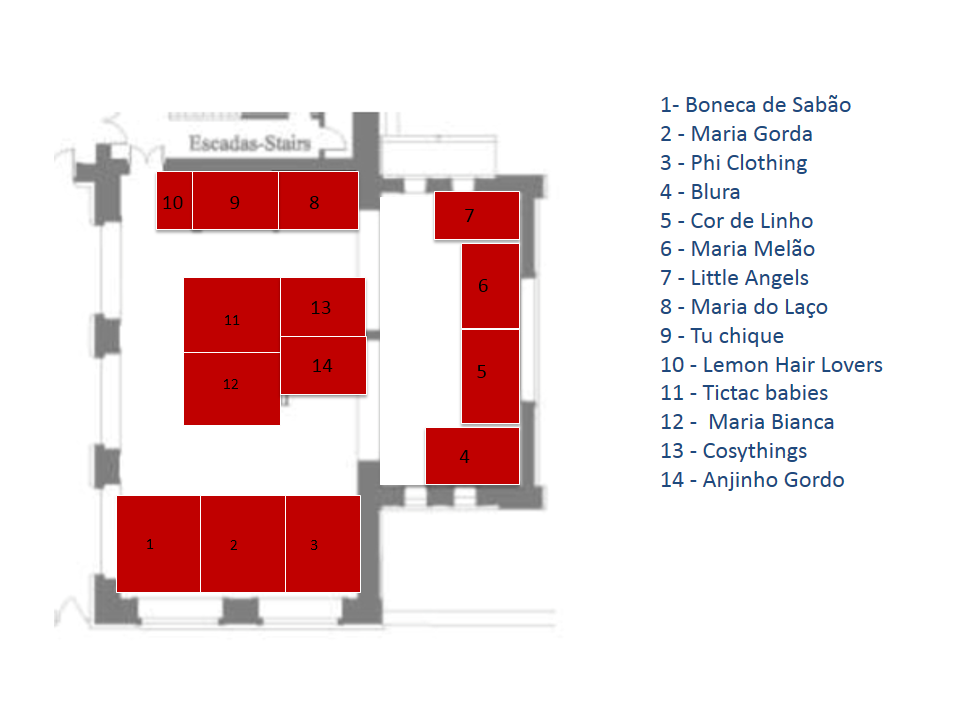 Escadas-Stairs
10
9
8
7
6
11
13
14
12
5
4
1
2
3
1- Boneca de Sabão
2 - Maria Gorda
3 - Phi Clothing
4 - Blura
5 - Cor de Linho
6 - Maria Melão
7 - Little Angels
8 - Maria do Laço
9 - Tu chique
10 - Lemon Hair Lovers
11 - Tictac babies
12 -  Maria Bianca
13 - Cosythings
14 - Anjinho Gordo